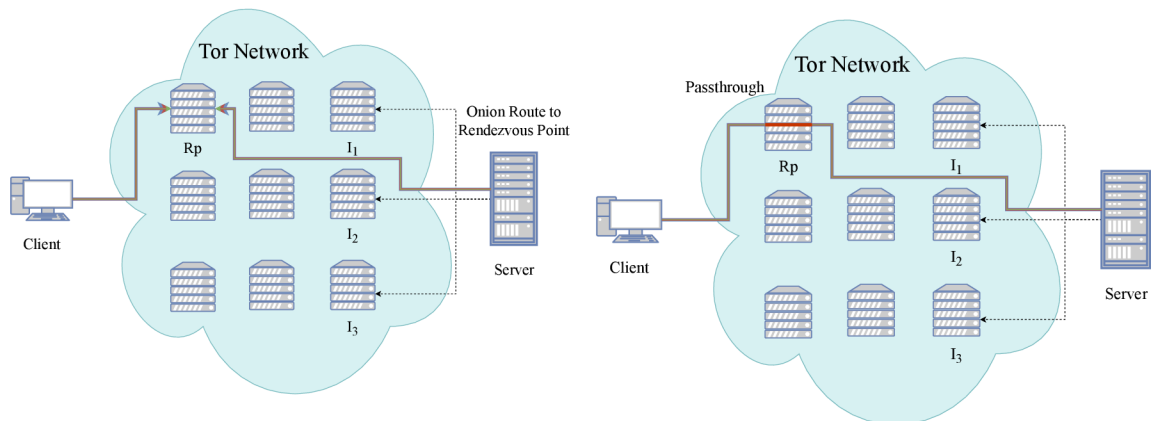 Tor Network
Onion Route to
Rendezvous Point
Rp
I1
Client
I2
Server
I3
Tor Network
Passthrough
Rp
I1
Client
I2
Server
I3